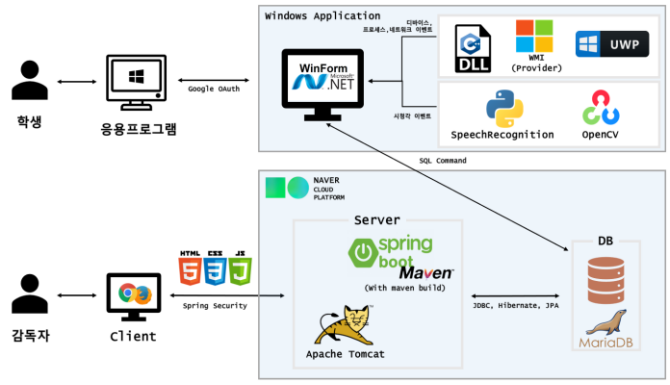 Windows Application
디바이스,
프로세스,네트워크 이벤트
C++
DLL
WMI
(Provider)
UWP
WinForm
Microsoft
.NET
Google OAuth
학생
응용프로그램
시청각 이벤트
SpeechRecognition
OpenCV
SQL Command
NAVER
CLOUD
PLATFORM
Server
spring
boot
Maven
(With maven build)
DB
HTML
CSS
JS
5
3
Spring Security
JDBC, Hibernate, JPA
MariaDB
감독자
Client
Apache Tomcat